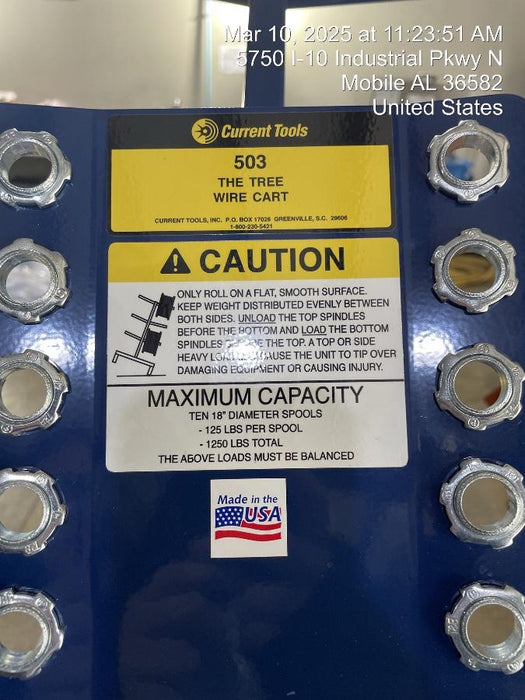 Mar 10, 2025 at 11:23:51 AM
5750 I-10 Industrial Pkwy N
Mobile AL 36582
United States
Current Tools
503
THE TREE
WIRE CART
CURRENT TOOLS, INC. P.O. BOX 17026 GREENVILLE, S.C. 29606
1-800-230-5421
CAUTION
ONLY ROLL ON A FLAT, SMOOTH SURFACE.
KEEP WEIGHT DISTRIBUTED EVENLY BETWEEN
BOTH SIDES. UNLOAD THE TOP SPINDLES
BEFORE THE BOTTOM AND LOAD THE BOTTOM
SPINDLES BEFORE THE TOP. A TOP OR SIDE
HEAVY LOAD CAN CAUSE THE UNIT TO TIP OVER
DAMAGING EQUIPMENT OR CAUSING INJURY.
MAXIMUM CAPACITY
TEN 18" DIAMETER SPOOLS
- 125 LBS PER SPOOL
- 1250 LBS TOTAL
THE ABOVE LOADS MUST BE BALANCED
Made in the
USA